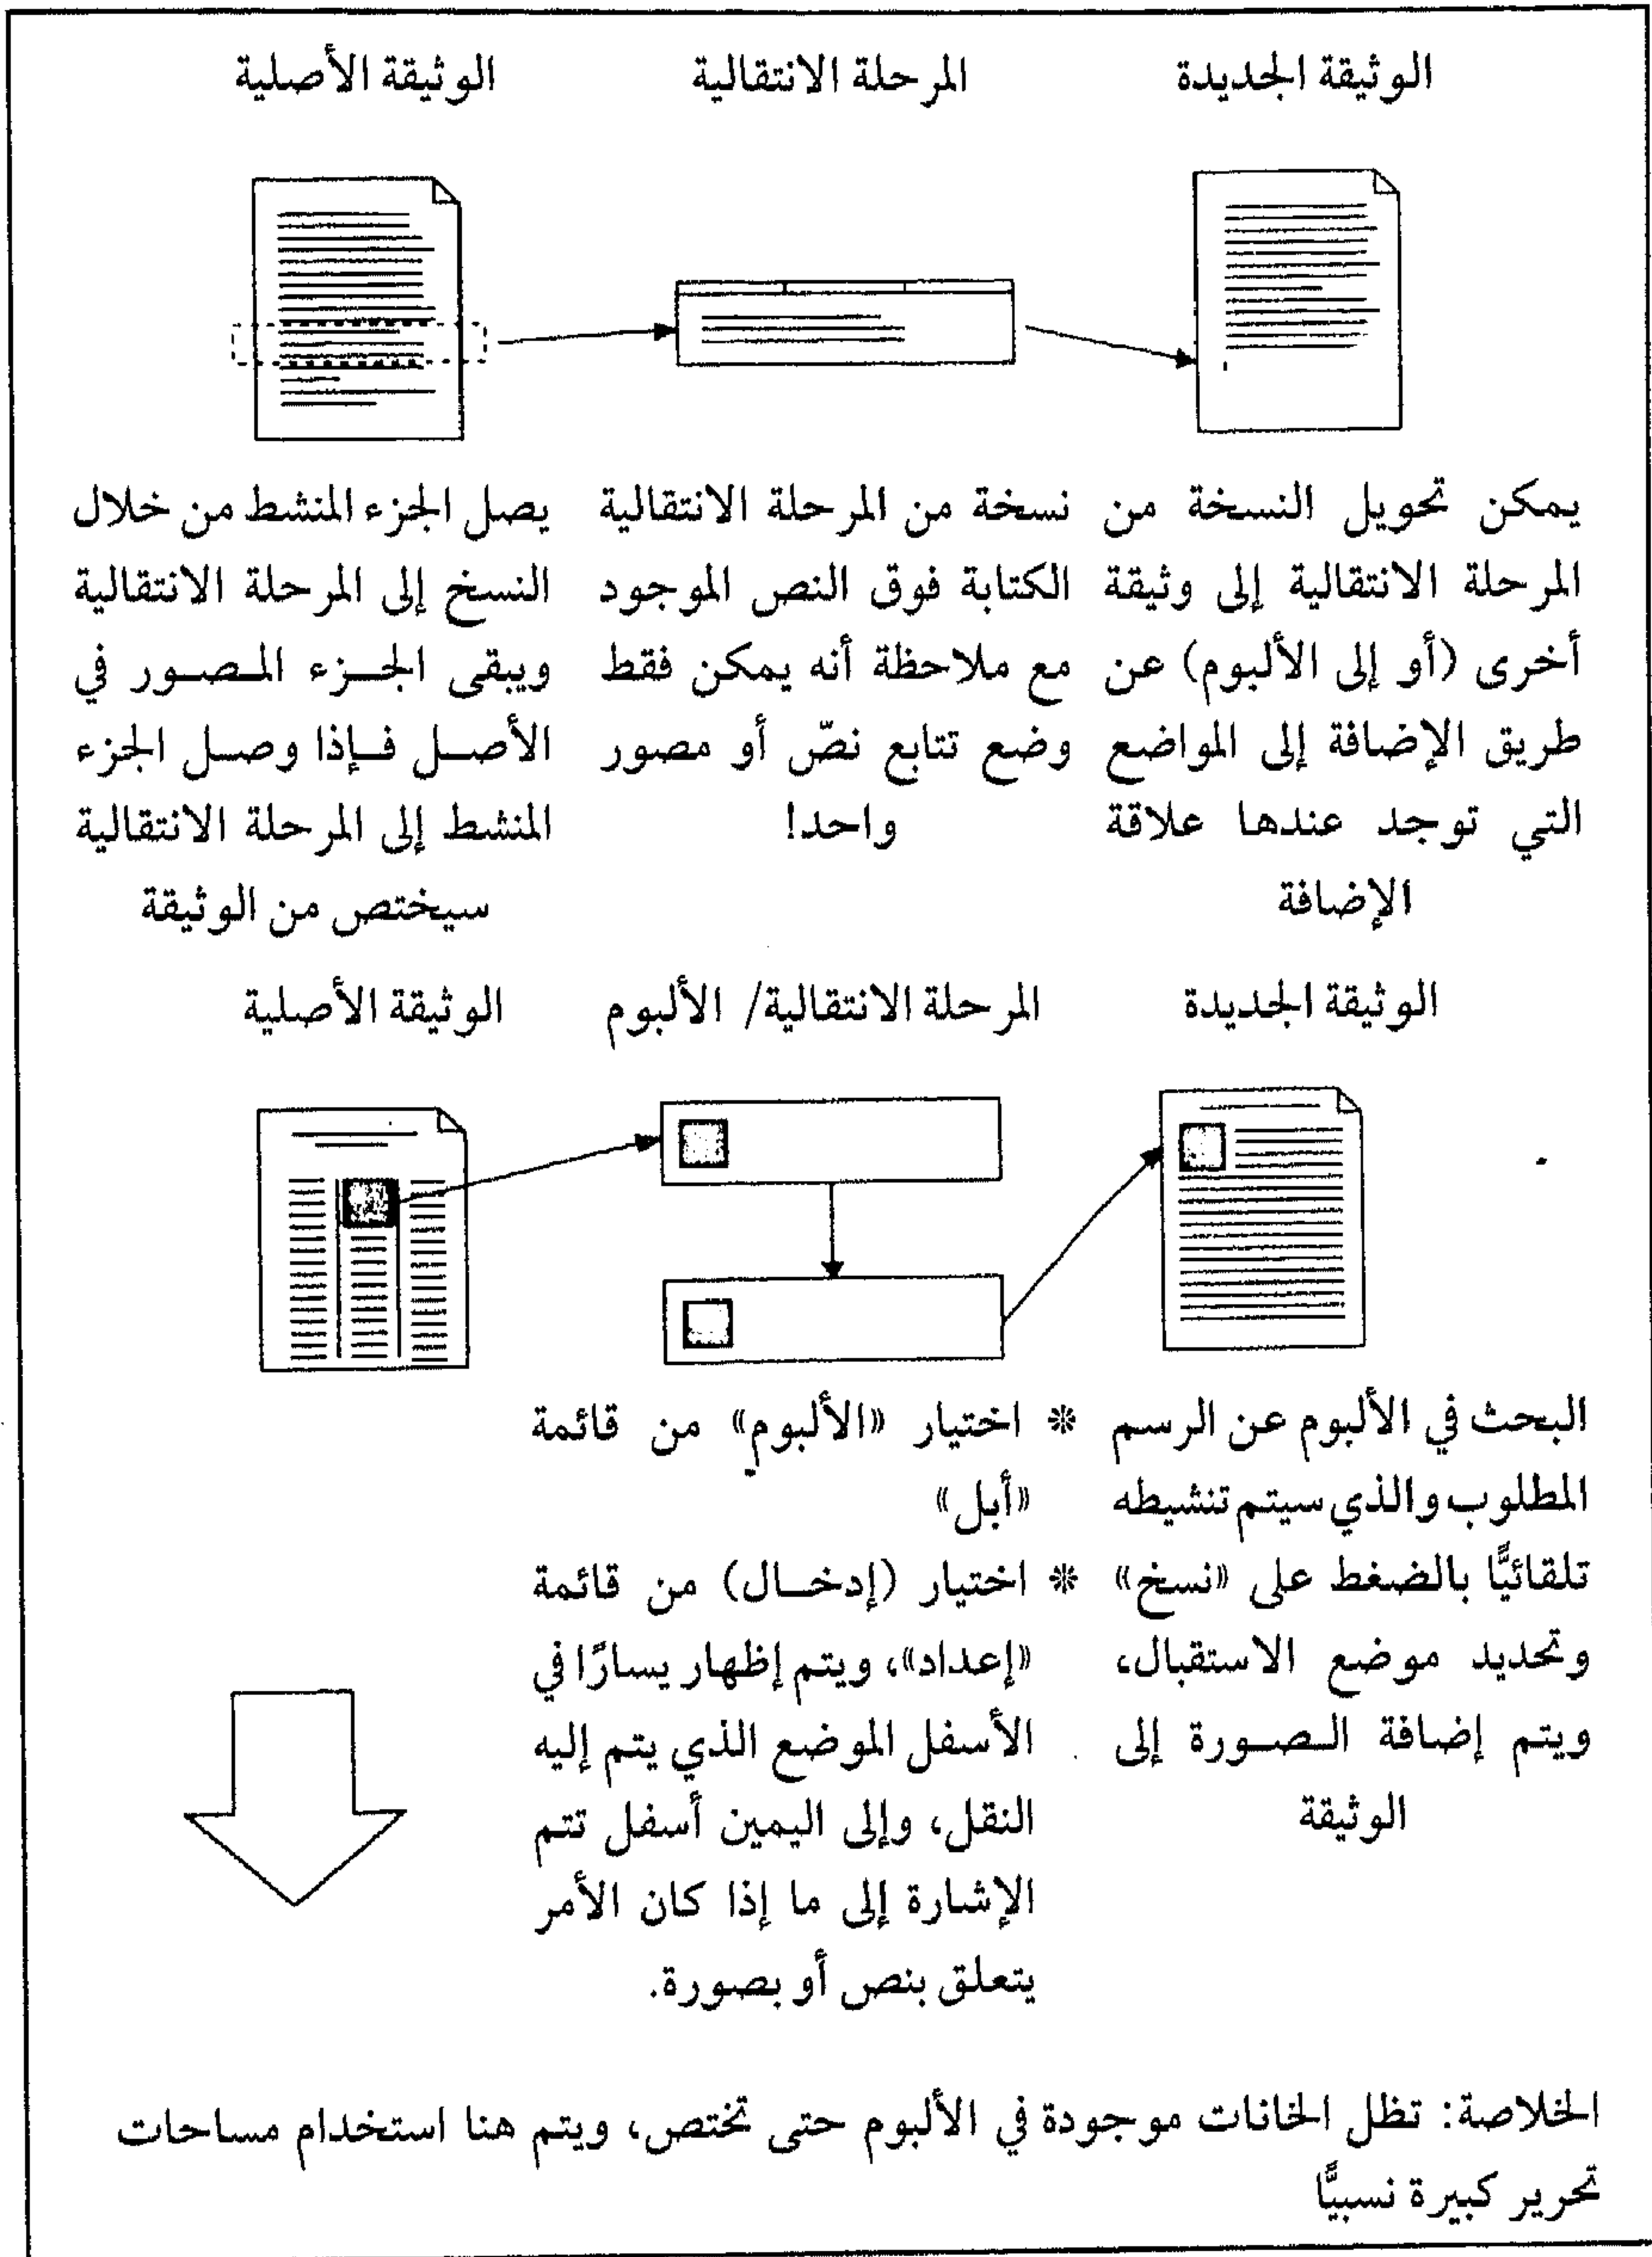 الوثيقة الجديدة
المرحلة الانتقالية
الوثيقة الأصلية
يمكن تحويل النسخة من
المرحلة الانتقالية إلى وثيقة
أخرى (أو إلى الألبوم) عن
طريق الإضافة إلى المواضع
التي توجد عندها علاقة
الإضافة
نسخة من المرحلة الانتقالية
الكتابة فوق النص الموجود
مع ملاحظة أنه يمكن فقط
وضع تتابع نصّ أو مصور
واحد!
يصل الجزء المنشط من خلال
النسخ إلى المرحلة الانتقالية
ويبقى الجزء المصور في
الأصل فإذا وصل الجزء
المنشط إلى المرحلة الانتقالية
سيختص من الوثيقة
الوثيقة الجديدة
المرحلة الانتقالية/ الألبوم
الوثيقة الأصلية
البحث في الألبوم عن الرسم
المطلوب والذي سيتم تنشيطه
تلقائيًّا بالضغط على «نسخ»
وتحديد موضع الاستقبال،
ويتم إضافة الصورة إلى
الوثيقة
* اختيار «الألبوم» من قائمة
«أبل»
* اختيار (إدخال) من قائمة
«إعداد»، ويتم إظهار يسارًا في
الأسفل الموضع الذي يتم إليه
النقل، وإلى اليمين أسفل تتم
الإشارة إلى ما إذا كان الأمر
يتعلق بنص أو بصورة.
الخلاصة: تظل الخانات موجودة في الألبوم حتى تختص، ويتم هنا استخدام مساحات
تحرير كبيرة نسبيًّا